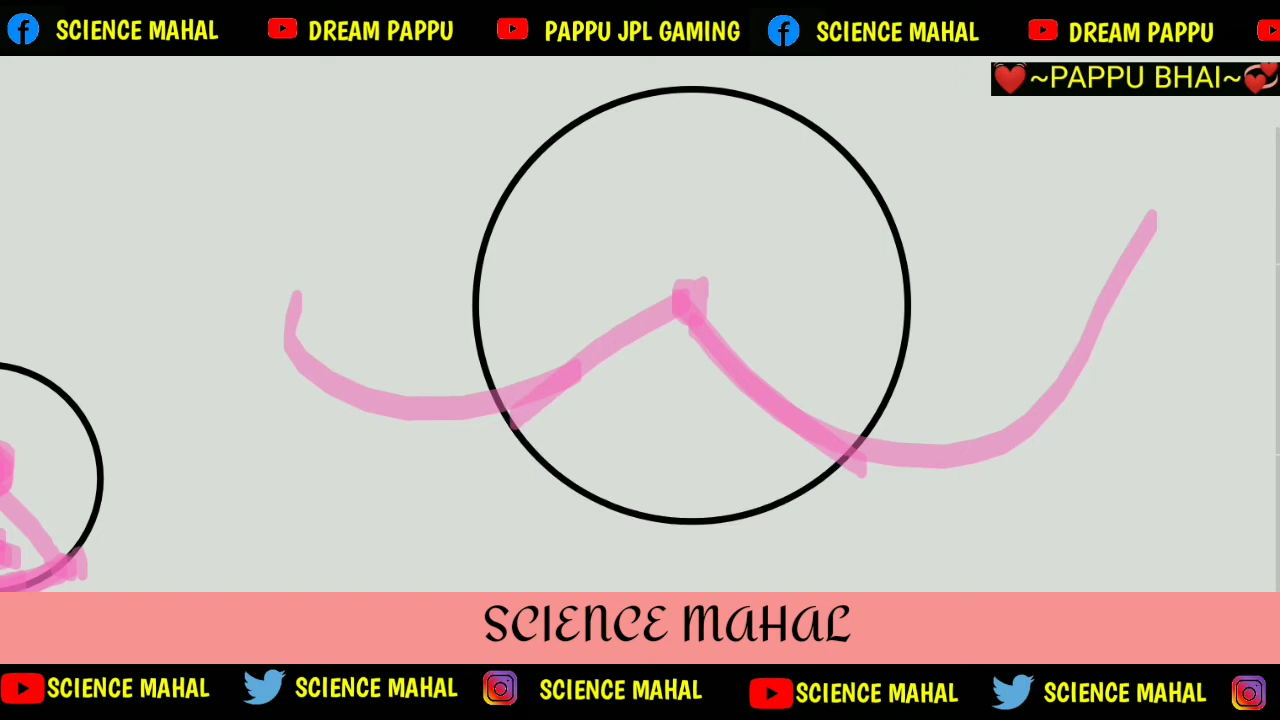 SCIENCE MAHAL DREAM PAPPU PAPPU JPL GAMING SCIENCE MAHAL DREAM PAPPU
~PAPPU BHAI~
SCIENCE MAHAL
SCIENCE MAHAL SCIENCE MAHAL SCIENCE MAHAL SCIENCE MAHAL SCIENCE MAHAL